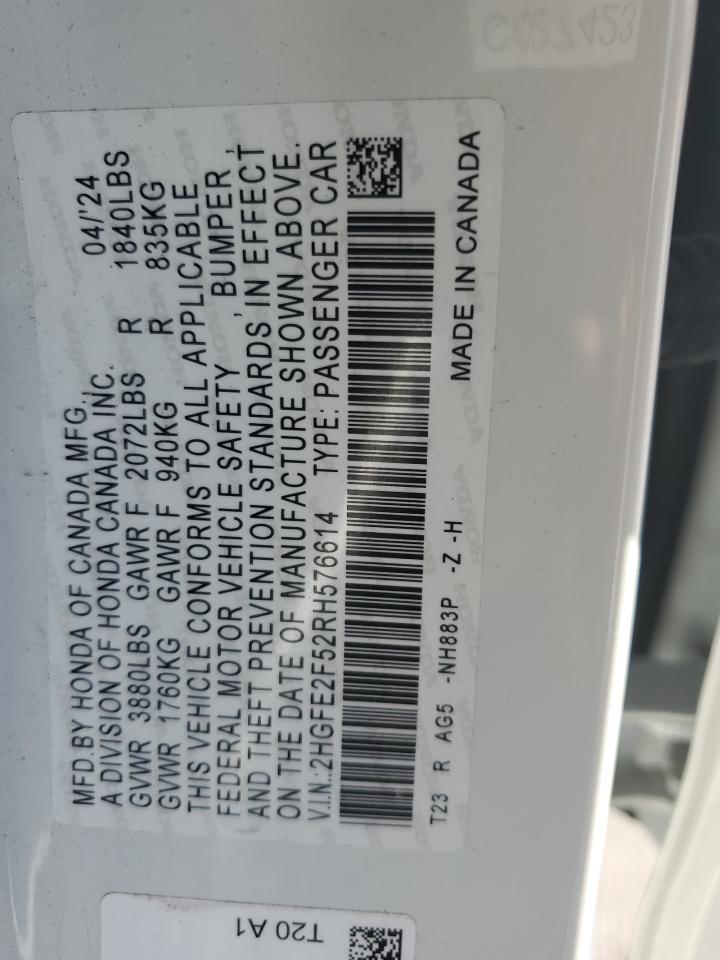 MFD.BY HONDA OF CANADA MFG., 04/'24
A DIVISION OF HONDA CANADA INC.
GVWR 3880LBS GAWR F 2072LBS R 1840LBS
GVWR 1760KG GAWR F 940KG R 835KG
THIS VEHICLE CONFORMS TO ALL APPLICABLE
FEDERAL MOTOR VEHICLE SAFETY , BUMPER ,
AND THEFT PREVENTION STANDARDS IN EFFECT
ON THE DATE OF MANUFACTURE SHOWN ABOVE.
V.I.N.:2HGFE2F52RH576614 TYPE: PASSENGER CAR
T23 R AG5 -NH883P -Z -H MADE IN CANADA
T20 A1